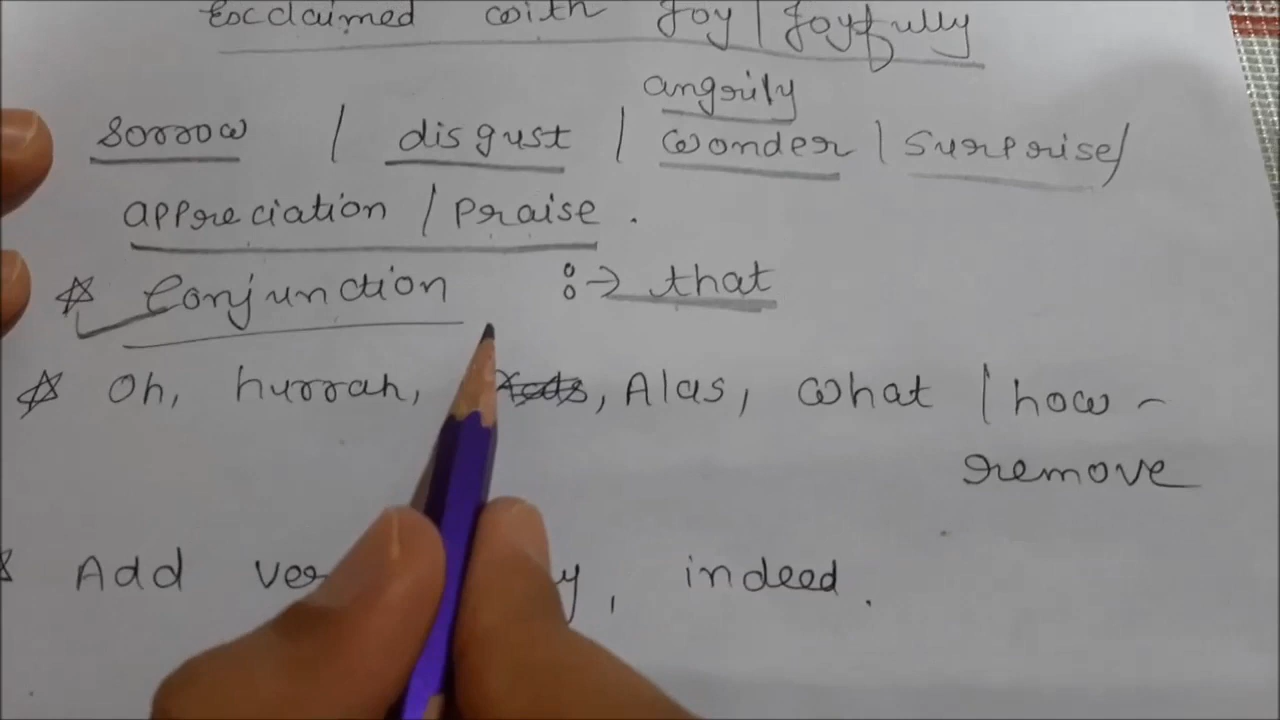 Exclaimed with Joy / Joyfully
angrily
sorrow / disgust / wonder / Surprise /
appreciation / Praise .
☆ Conjunction :→ that
☆ Oh, hurrah, , Alas, what / how -
remove
☆ Add indeed.